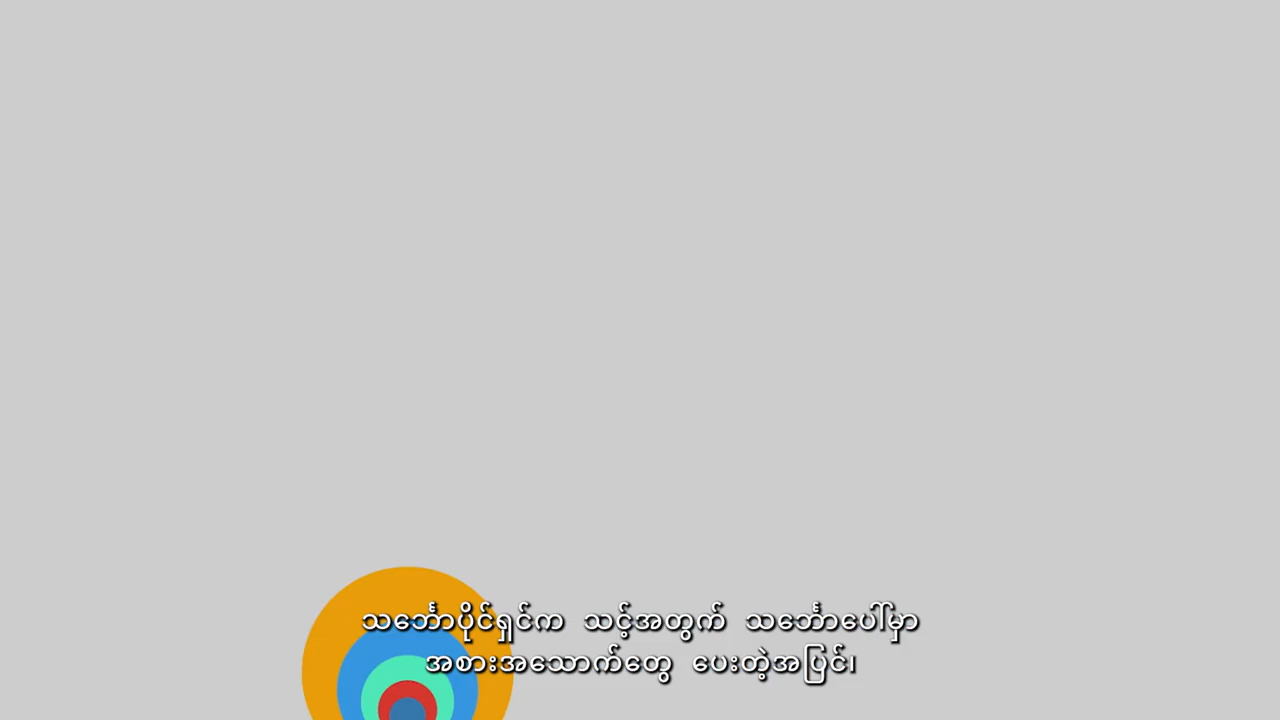 သင်္ဘောပိုင်ရှင်က သင့်အတွက် သင်္ဘောပေါ်မှာ
အစားအသောက်တွေ ပေးတဲ့အပြင်၊